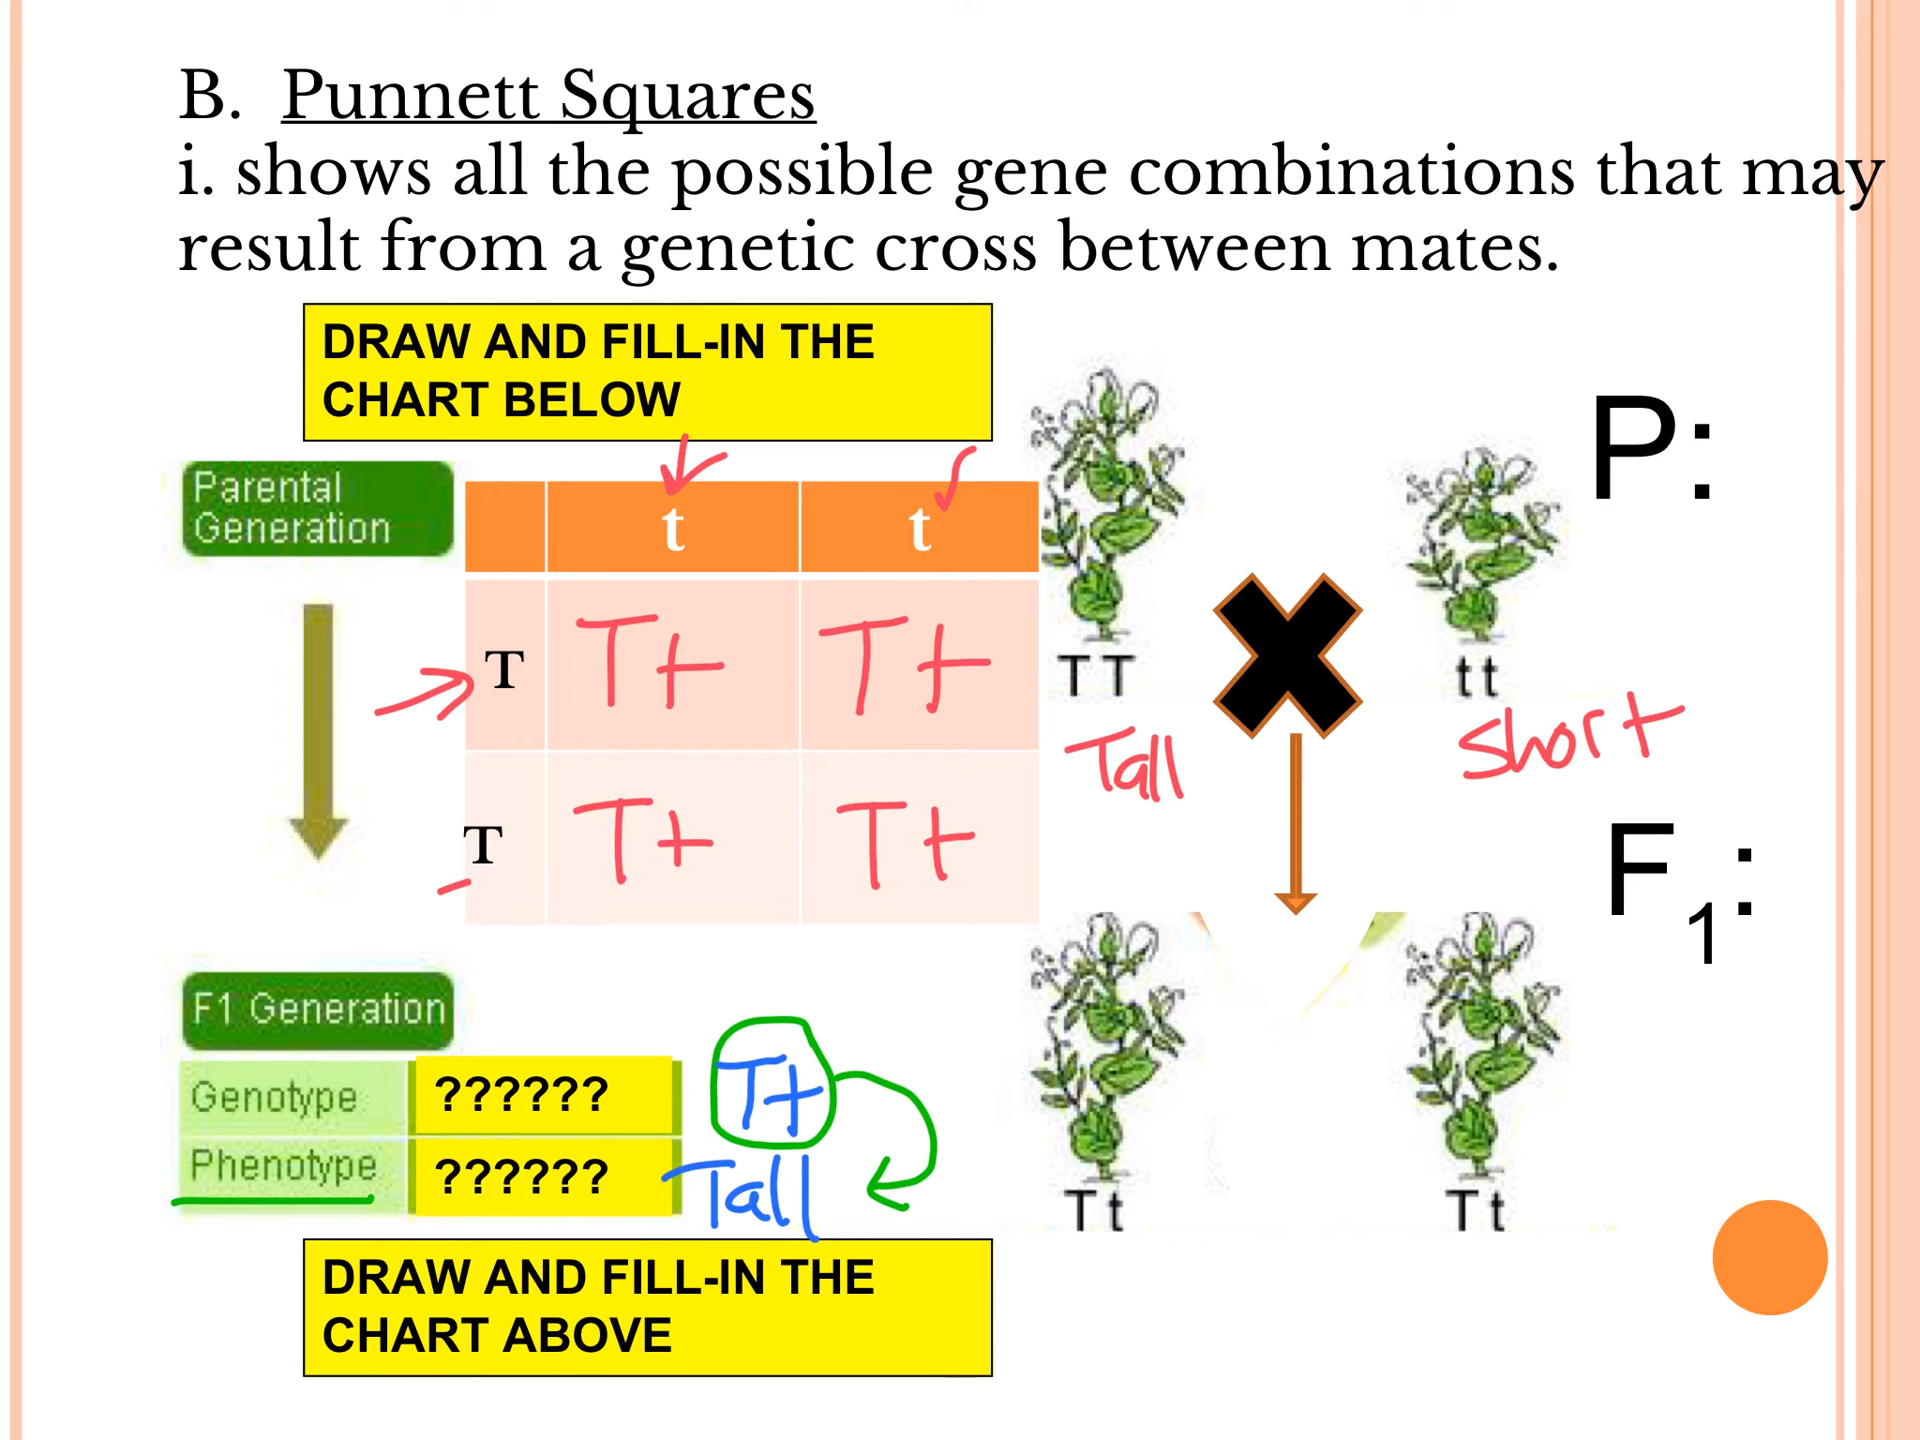 B. Punnett Squares
i. shows all the possible gene combinations that may
result from a genetic cross between mates.
DRAW AND FILL-IN THE
CHART BELOW
P:
Parental
Generation
t t
T Tt Tt
TT tt
Tall Short
T Tt Tt
F1:
F1 Generation
Genotype ?????? Tt
Phenotype ?????? Tall
Tt Tt
DRAW AND FILL-IN THE
CHART ABOVE